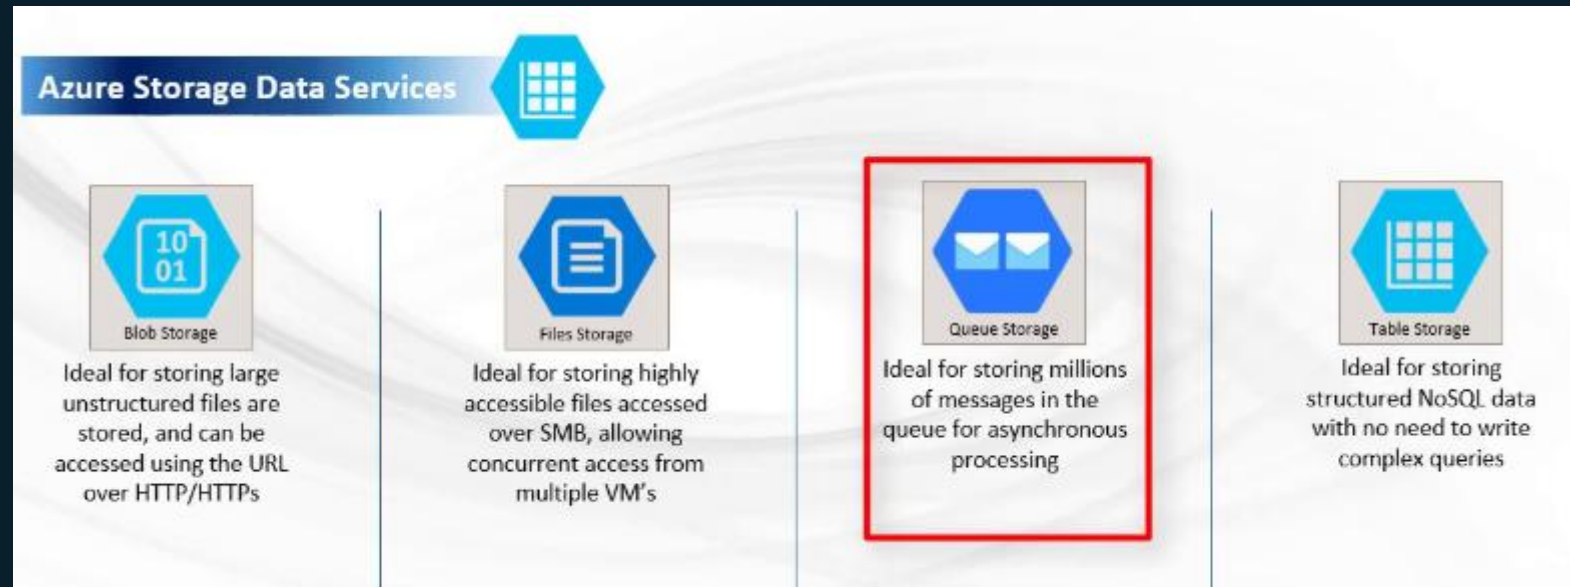 Azure Storage Data Services
10
01
Blob Storage
Ideal for storing large
unstructured files are
stored, and can be
accessed using the URL
over HTTP/HTTPs
Files Storage
Ideal for storing highly
accessible files accessed
over SMB, allowing
concurrent access from
multiple VM's
Queue Storage
Ideal for storing millions
of messages in the
queue for asynchronous
processing
Table Storage
Ideal for storing
structured NoSQL data
with no need to write
complex queries